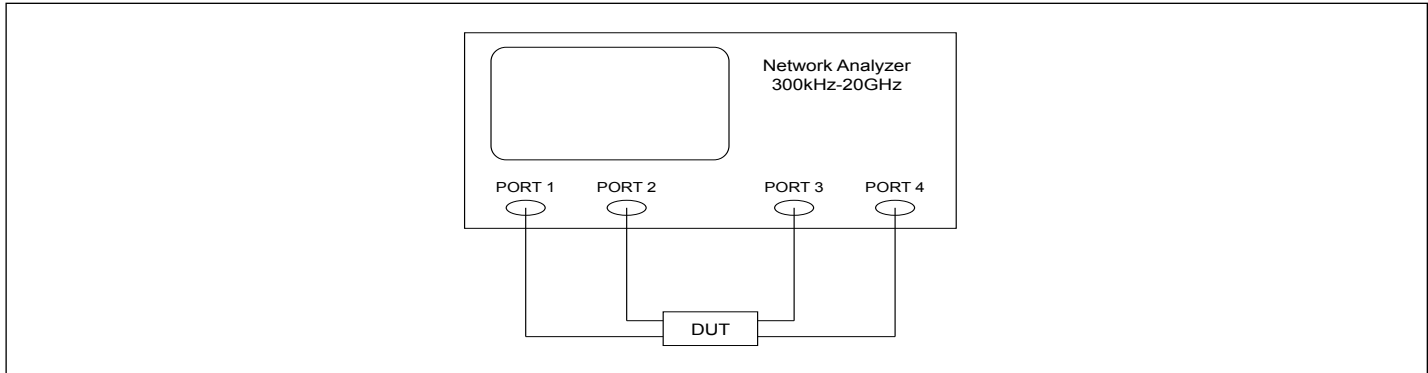 Network Analyzer
300kHz-20GHz
PORT 1
PORT 2
PORT 3
PORT 4
DUT